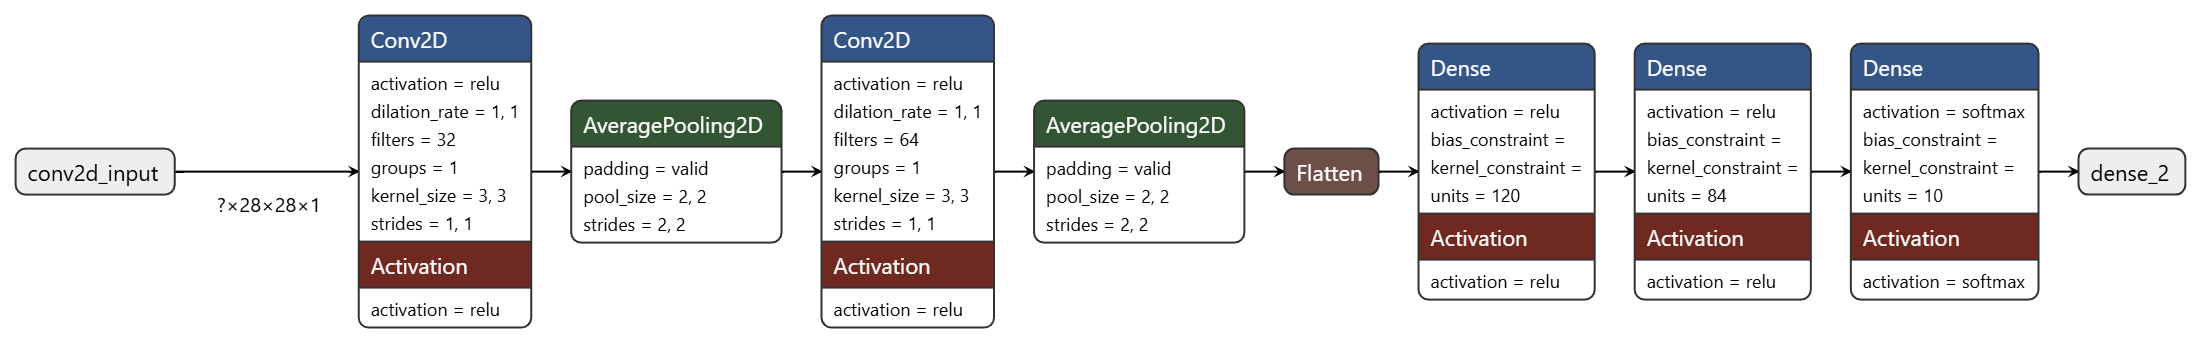 conv2d_input
?×28×28×1
Conv2D
activation = relu
dilation_rate = 1, 1
filters = 32
groups = 1
kernel_size = 3, 3
strides = 1, 1
Activation
activation = relu
AveragePooling2D
padding = valid
pool_size = 2, 2
strides = 2, 2
Conv2D
activation = relu
dilation_rate = 1, 1
filters = 64
groups = 1
kernel_size = 3, 3
strides = 1, 1
Activation
activation = relu
AveragePooling2D
padding = valid
pool_size = 2, 2
strides = 2, 2
Flatten
Dense
activation = relu
bias_constraint =
kernel_constraint =
units = 120
Activation
activation = relu
Dense
activation = relu
bias_constraint =
kernel_constraint =
units = 84
Activation
activation = relu
Dense
activation = softmax
bias_constraint =
kernel_constraint =
units = 10
Activation
activation = softmax
dense_2